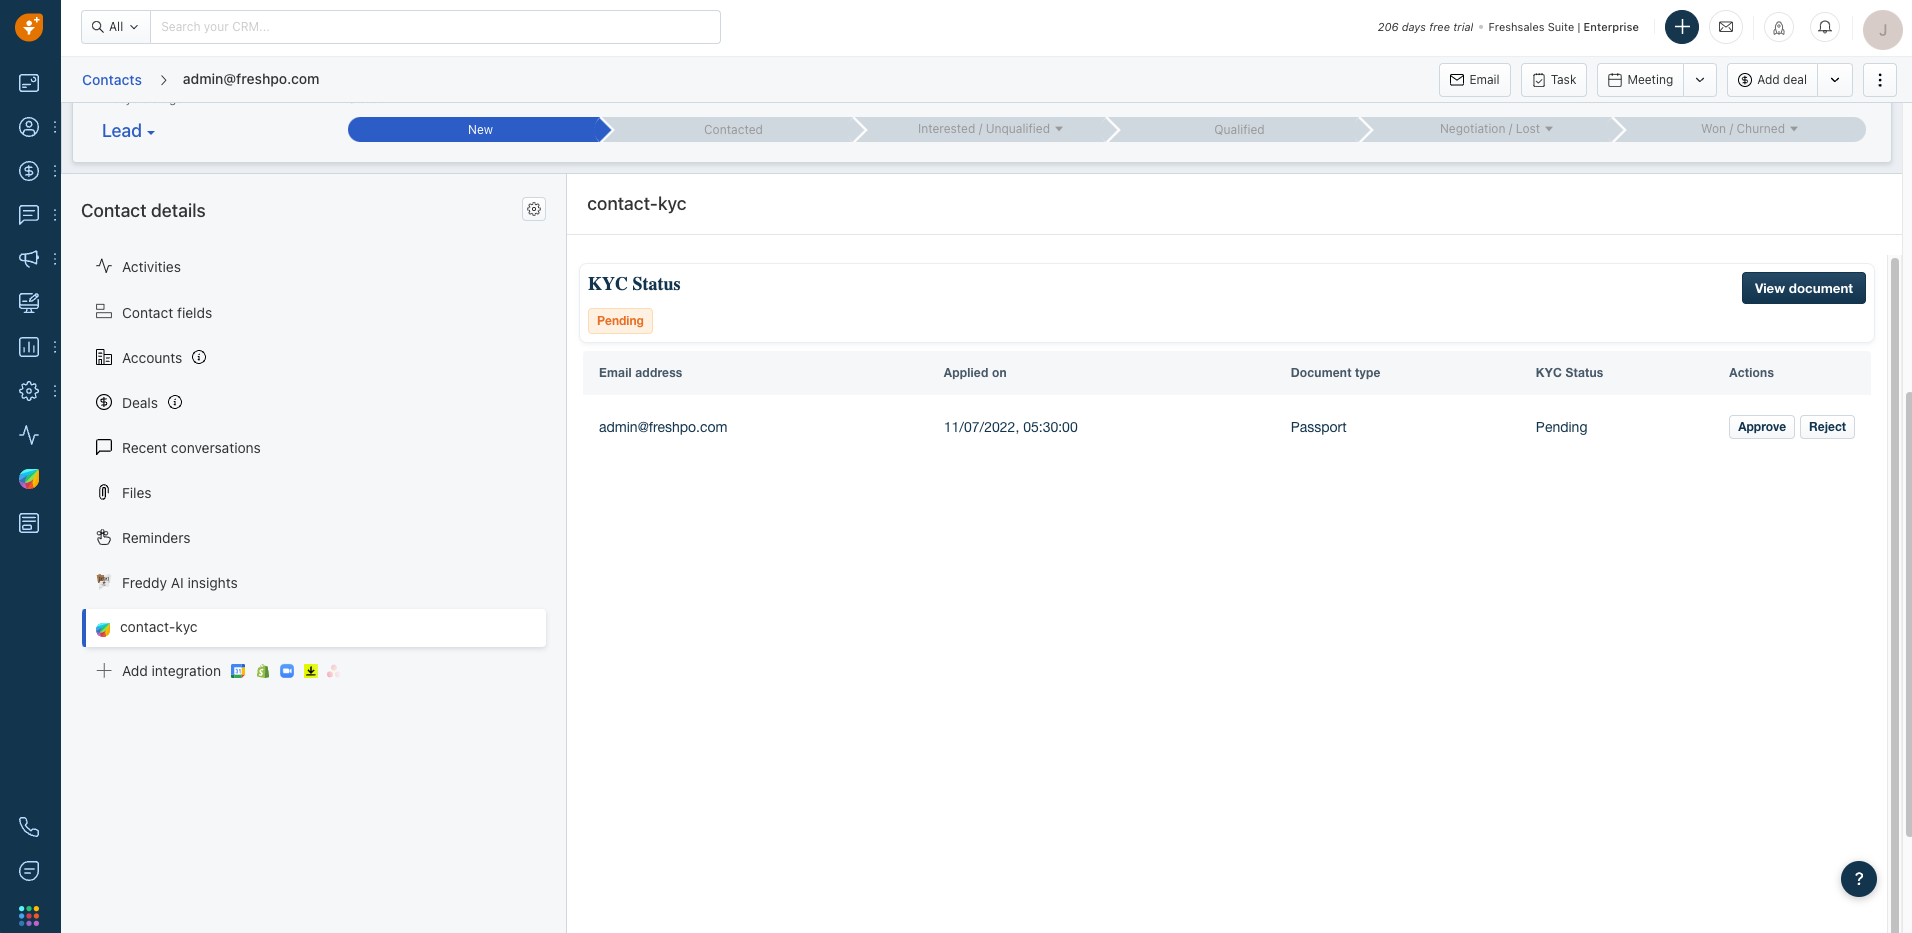 All
Search your CRM...
206 days free trial • Freshsales Suite | Enterprise
J
Contacts > admin@freshpo.com
Email
Task
Meeting
Add deal
Lead
New
Contacted
Interested / Unqualified
Qualified
Negotiation / Lost
Won / Churned
Contact details
Activities
Contact fields
Accounts
Deals
Recent conversations
Files
Reminders
Freddy AI insights
contact-kyc
Add integration
contact-kyc
KYC Status
Pending
View document
Email address Applied on Document type KYC Status Actions
admin@freshpo.com 11/07/2022, 05:30:00 Passport Pending Approve Reject
?